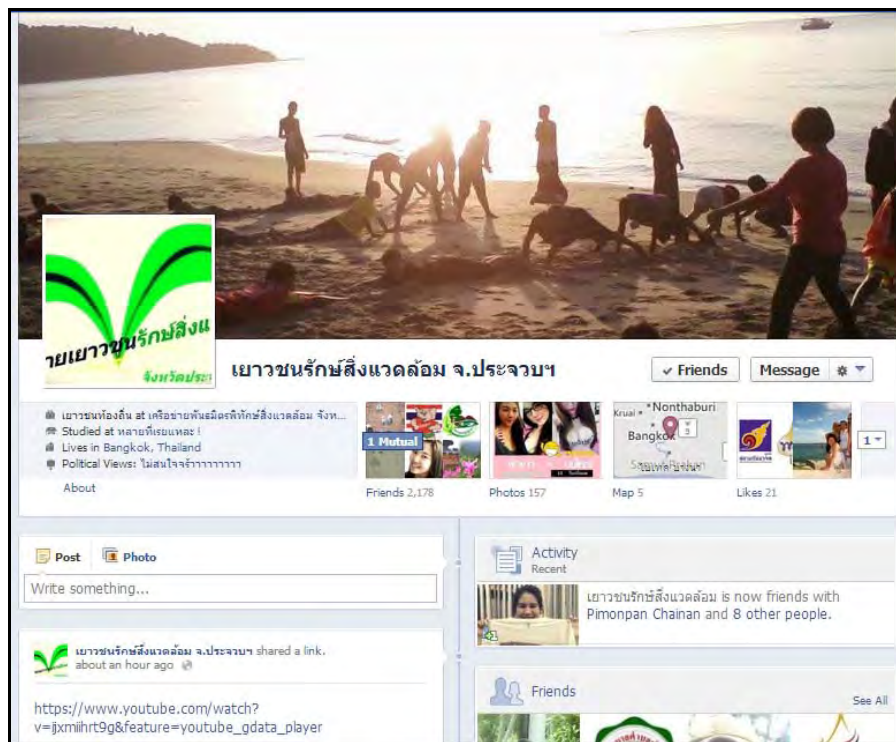 ายเยาวชนรักษ์สิ่งแ
จังหวัดประ
เยาวชนรักษ์สิ่งแวดล้อม จ.ประจวบฯ
Friends
Message
เยาวชนท้องถิ่น at เครือข่ายพันธมิตรพิทักษ์สิ่งแวดล้อม จังห...
Studied at หลายที่เยอะแหละ !
Lives in Bangkok, Thailand
Political Views: ไม่สนใจจร้าาาาาาาาา
About
1 Mutual
Friends 2,178
Photos 157
Nonthaburi
Bangkok
3
Map 5
Likes 21
1
Post
Photo
Write something...
เยาวชนรักษ์สิ่งแวดล้อม จ.ประจวบฯ shared a link.
about an hour ago
https://www.youtube.com/watch?
v=ijxmiihrt9g&feature=youtube_gdata_player
Activity
Recent
เยาวชนรักษ์สิ่งแวดล้อม is now friends with
Pimonpan Chainan and 8 other people.
Friends
See All